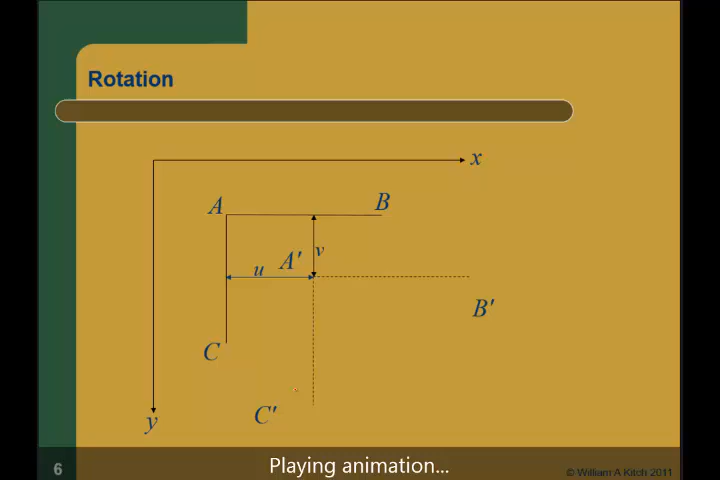 Rotation
x
A
B
v
A'
u
B'
C
C'
y
6
Playing animation...
© William A Kitch 2011